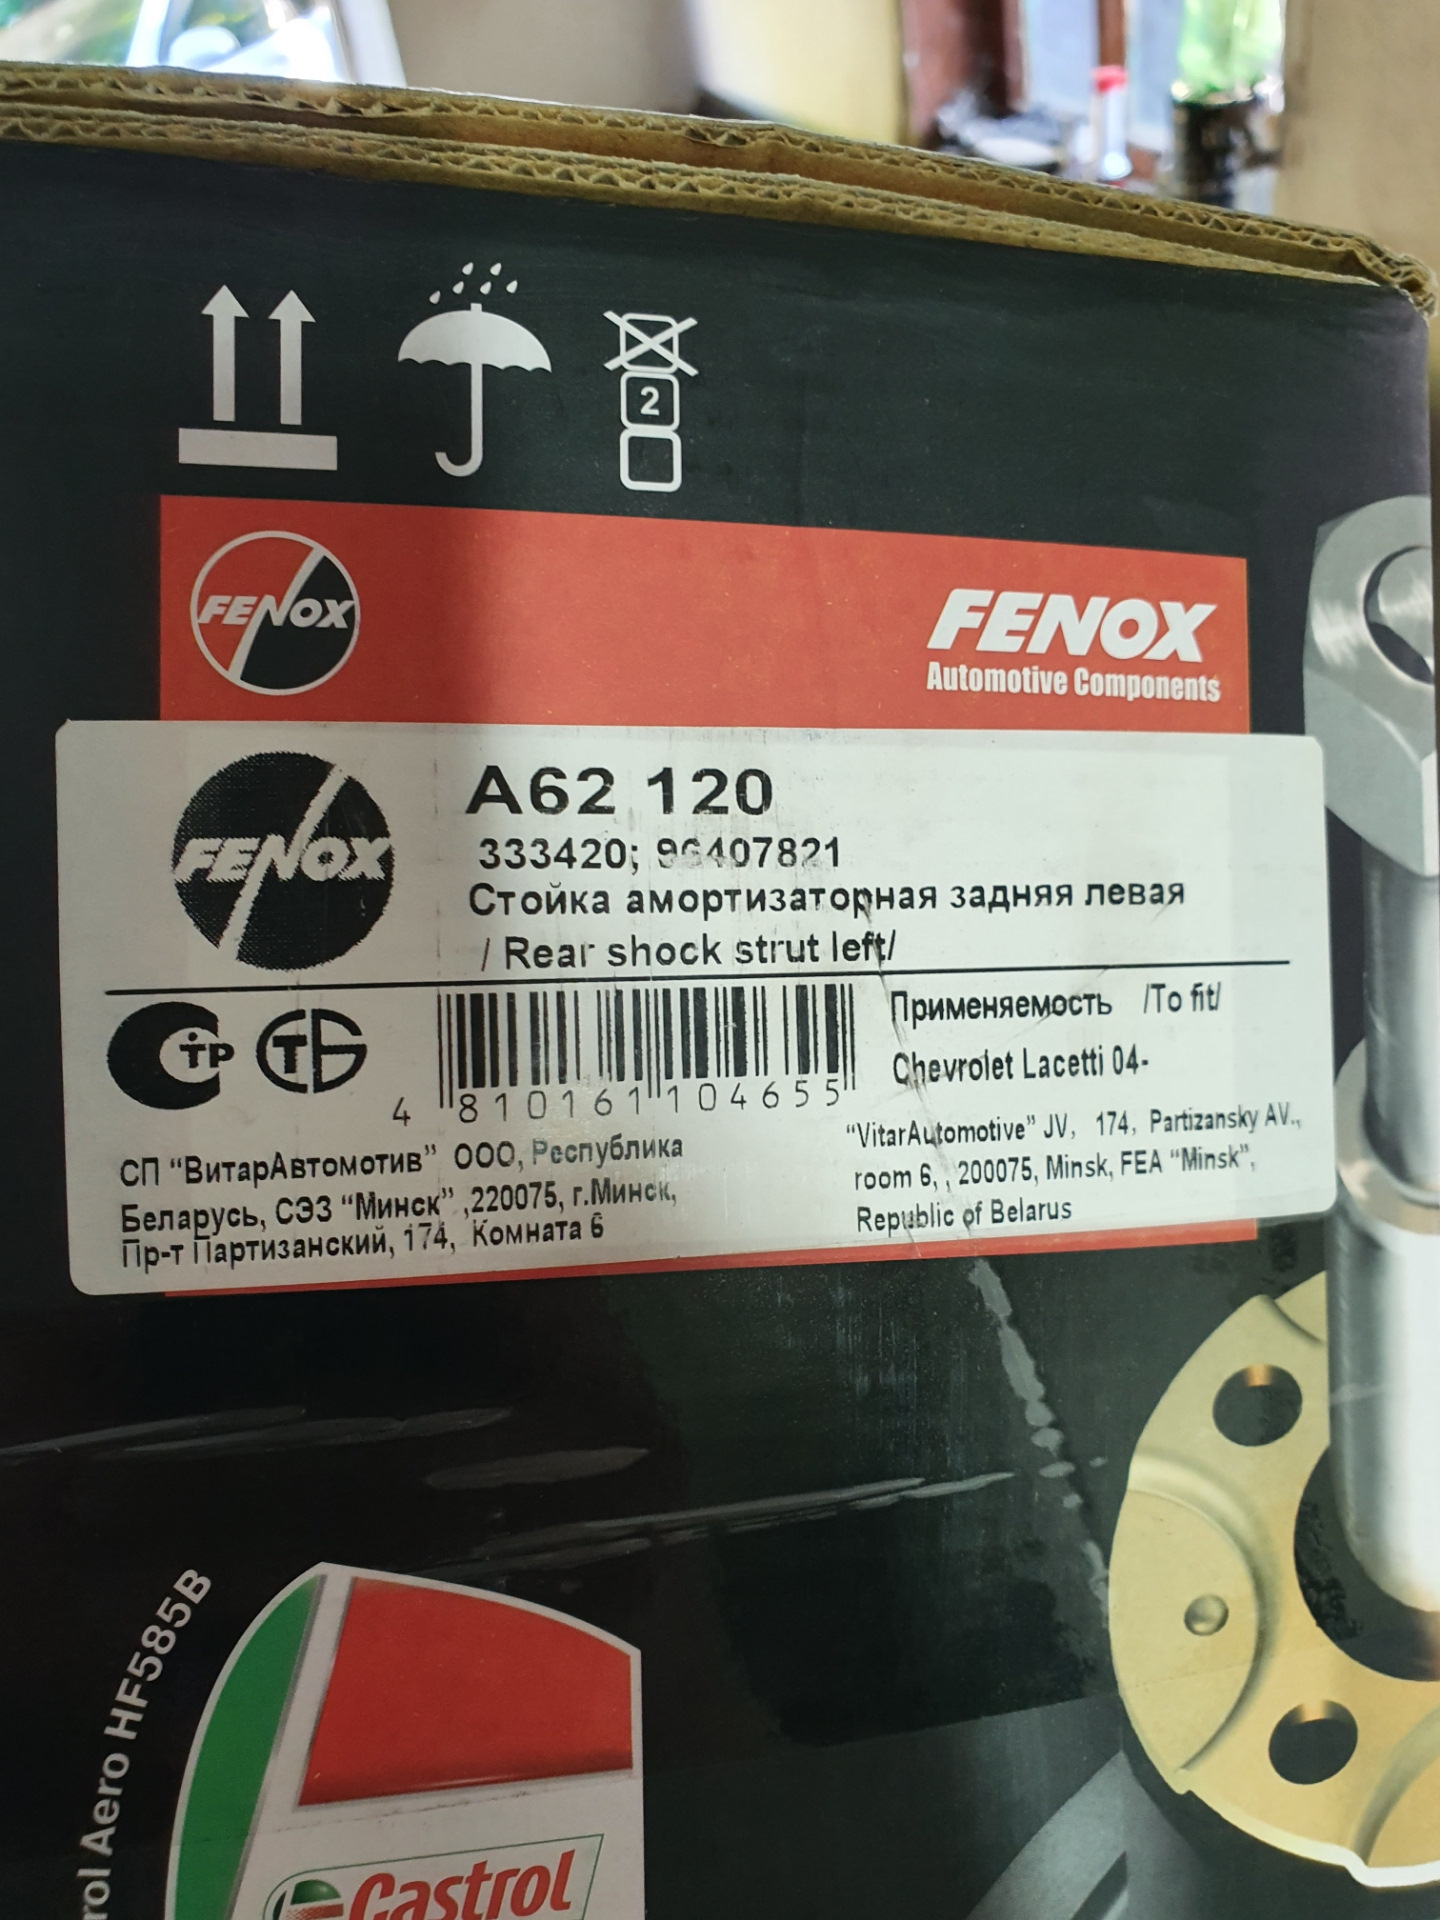 2
FENOX
FENOX
Automotive Components
FENOX
A62 120
333420; 96407821
Стойка амортизаторная задняя левая
/ Rear shock strut left/
ТР
СТБ
4 810161 104655
Применяемость /To fit/
Chevrolet Lacetti 04-
СП “ВитарАвтомотив” ООО, Республика
Беларусь, СЭЗ “Минск” ,220075, г.Минск,
Пр-т Партизанский, 174, Комната 6
“VitarAutomotive” JV, 174, Partizansky AV.,
room 6, , 200075, Minsk, FEA “Minsk”,
Republic of Belarus
rol Aero HF585B
Castrol